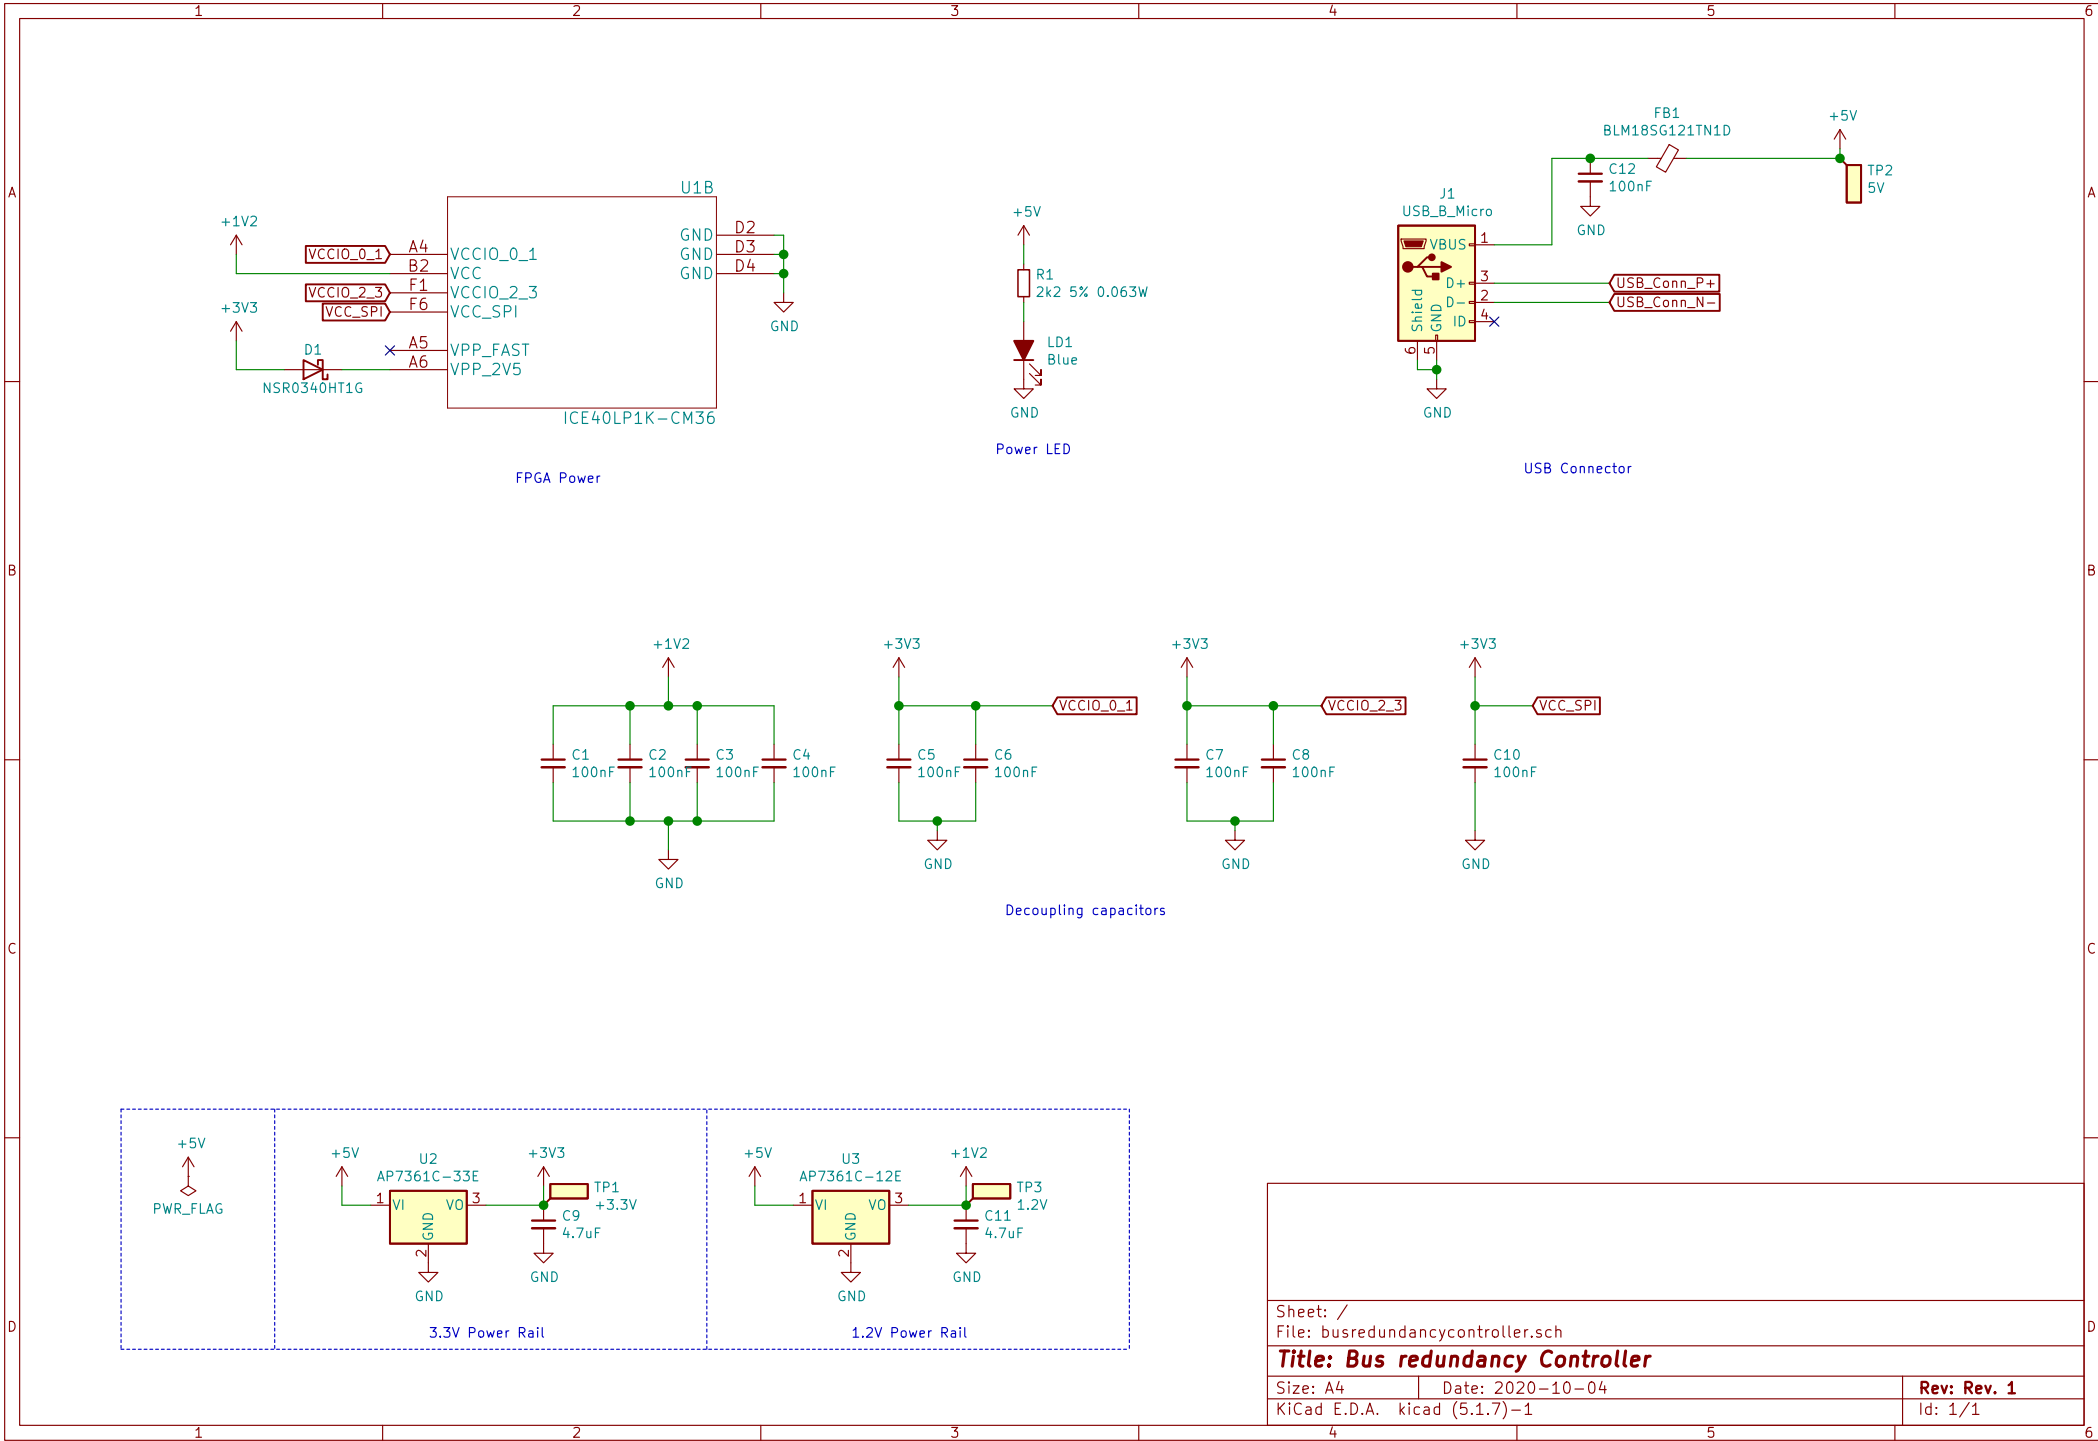 1 2 3 4 5 6
A
B
C
D
U1B
+1V2
VCCIO_0_1 A4 VCCIO_0_1
B2 VCC
VCCIO_2_3 F1 VCCIO_2_3
VCC_SPI F6 VCC_SPI
+3V3
A5 VPP_FAST
A6 VPP_2V5
D1
NSR0340HT1G
GND D2
GND D3
GND D4
GND
ICE40LP1K-CM36
FPGA Power
+5V
R1
2k2 5% 0.063W
LD1
Blue
GND
Power LED
FB1
BLM18SG121TN1D
+5V
TP2
5V
C12
100nF
GND
J1
USB_B_Micro
VBUS 1
D+ 3 USB_Conn_P+
D- 2 USB_Conn_N-
ID 4
Shield 6
GND 5
GND
USB Connector
+1V2
C1
100nF
C2
100nF
C3
100nF
C4
100nF
GND
+3V3
VCCIO_0_1
C5
100nF
C6
100nF
GND
+3V3
VCCIO_2_3
C7
100nF
C8
100nF
GND
+3V3
VCC_SPI
C10
100nF
GND
Decoupling capacitors
+5V
PWR_FLAG
+5V
U2
AP7361C-33E
1 VI VO 3
GND
2
GND
+3V3
TP1
+3.3V
C9
4.7uF
GND
3.3V Power Rail
+5V
U3
AP7361C-12E
1 VI VO 3
GND
2
GND
+1V2
TP3
1.2V
C11
4.7uF
GND
1.2V Power Rail
Sheet: /
File: busredundancycontroller.sch
Title: Bus redundancy Controller
Size: A4 Date: 2020-10-04 Rev: Rev. 1
KiCad E.D.A. kicad (5.1.7)-1 Id: 1/1
A
B
C
D
1 2 3 4 5 6